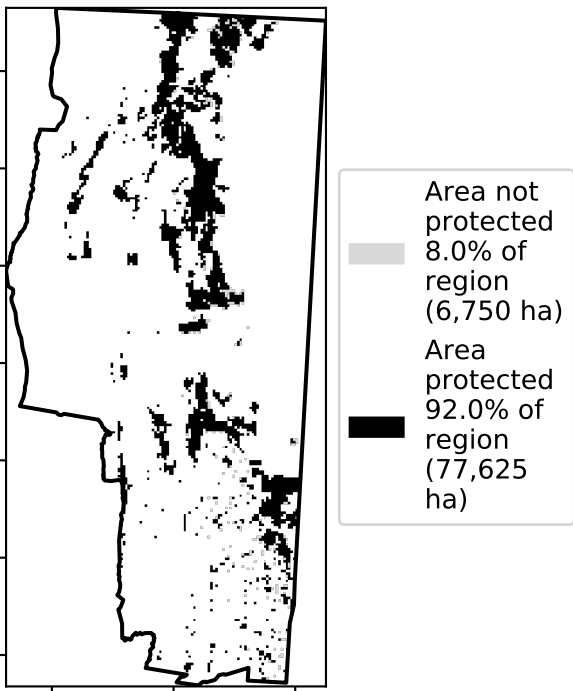 Area not
protected
8.0% of
region
(6,750 ha)
Area
protected
92.0% of
region
(77,625
ha)